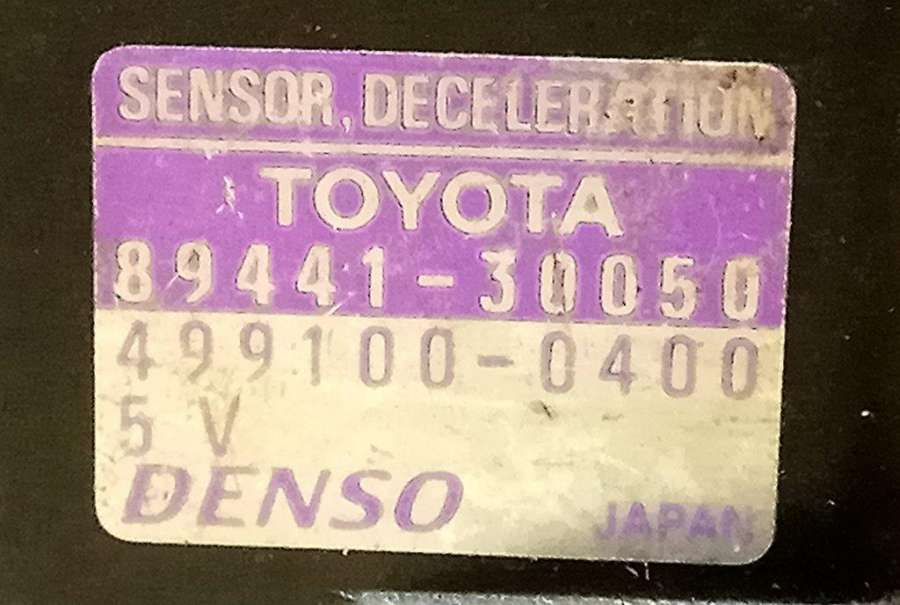 SENSOR, DECELERATION
TOYOTA
89441-30050
499100-0400
5 V
DENSO
JAPAN